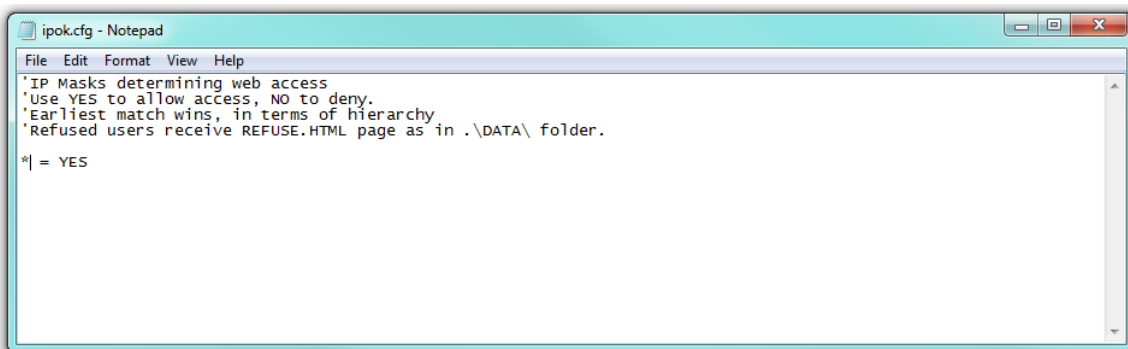 ipok.cfg - Notepad
File Edit Format View Help
'IP Masks determining web access
'Use YES to allow access, NO to deny.
'Earliest match wins, in terms of hierarchy
'Refused users receive REFUSE.HTML page as in .\DATA\ folder.
* = YES